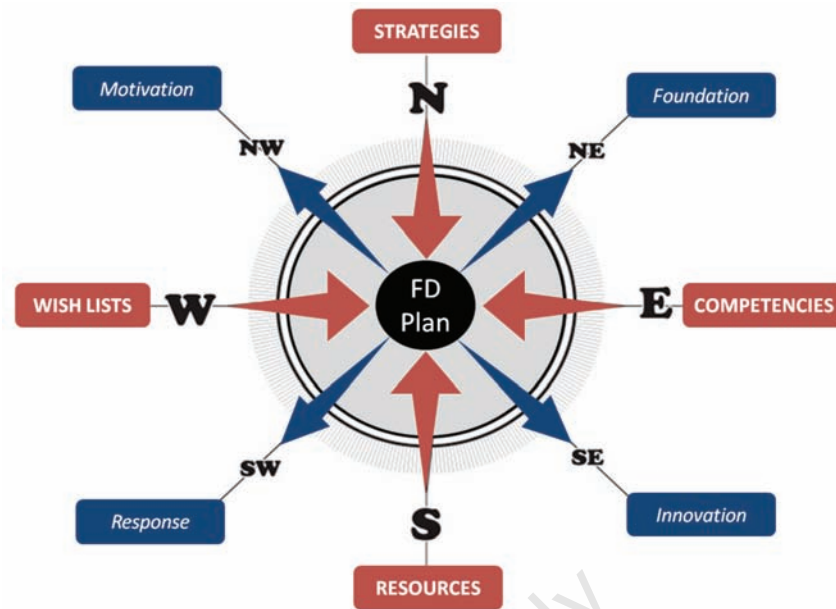 STRATEGIES
Motivation
Foundation
N
NW
NE
WISH LISTS
W
FD
Plan
E
COMPETENCIES
SW
SE
Response
S
Innovation
RESOURCES